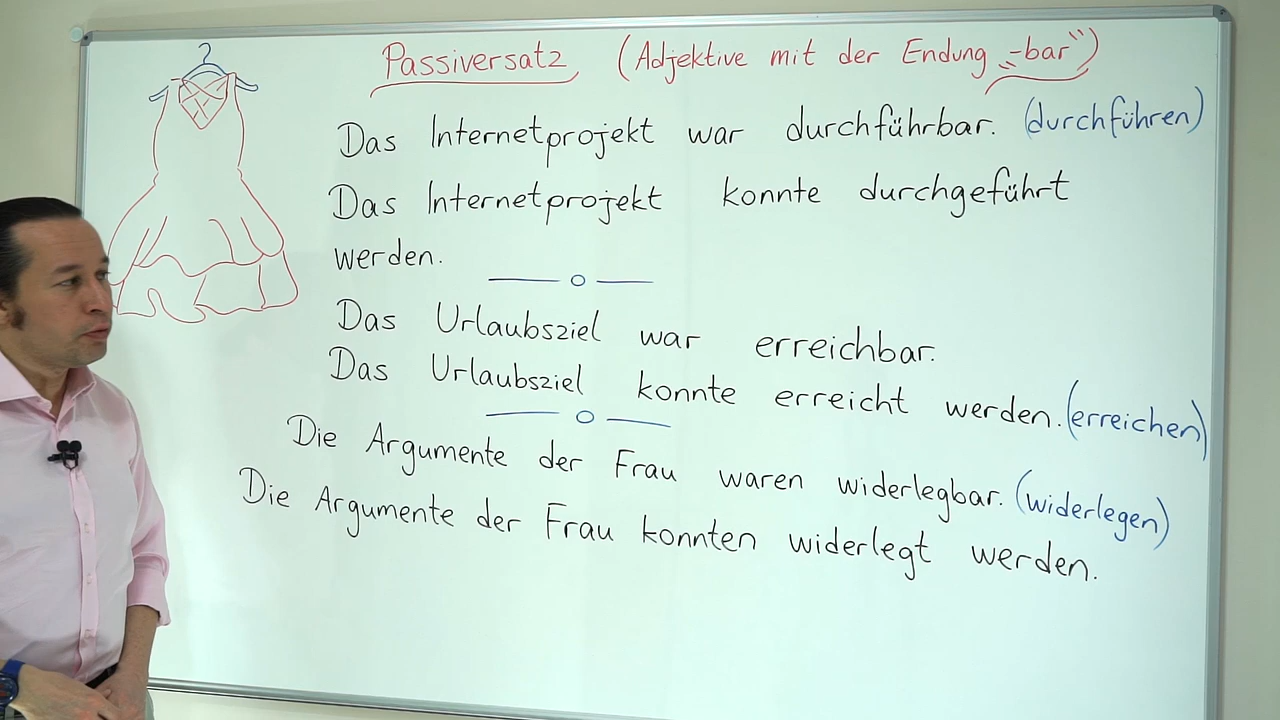 Passiversatz (Adjektive mit der Endung „-bar")
Das Internetprojekt war durchführbar. (durchführen)
Das Internetprojekt konnte durchgeführt
werden.
Das Urlaubsziel war erreichbar.
Das Urlaubsziel konnte erreicht werden. (erreichen)
Die Argumente der Frau waren widerlegbar. (widerlegen)
Die Argumente der Frau konnten widerlegt werden.